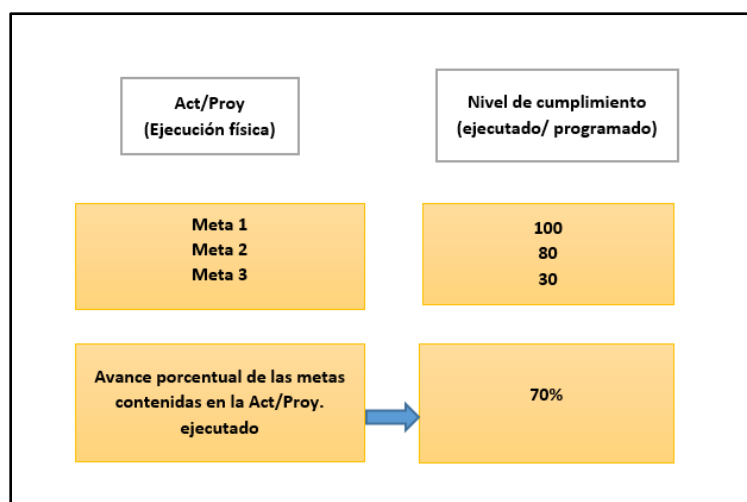 Act/Proy
(Ejecución física)
Nivel de cumplimiento
(ejecutado/ programado)
Meta 1
Meta 2
Meta 3
100
80
30
Avance porcentual de las metas
contenidas en la Act/Proy.
ejecutado
70%